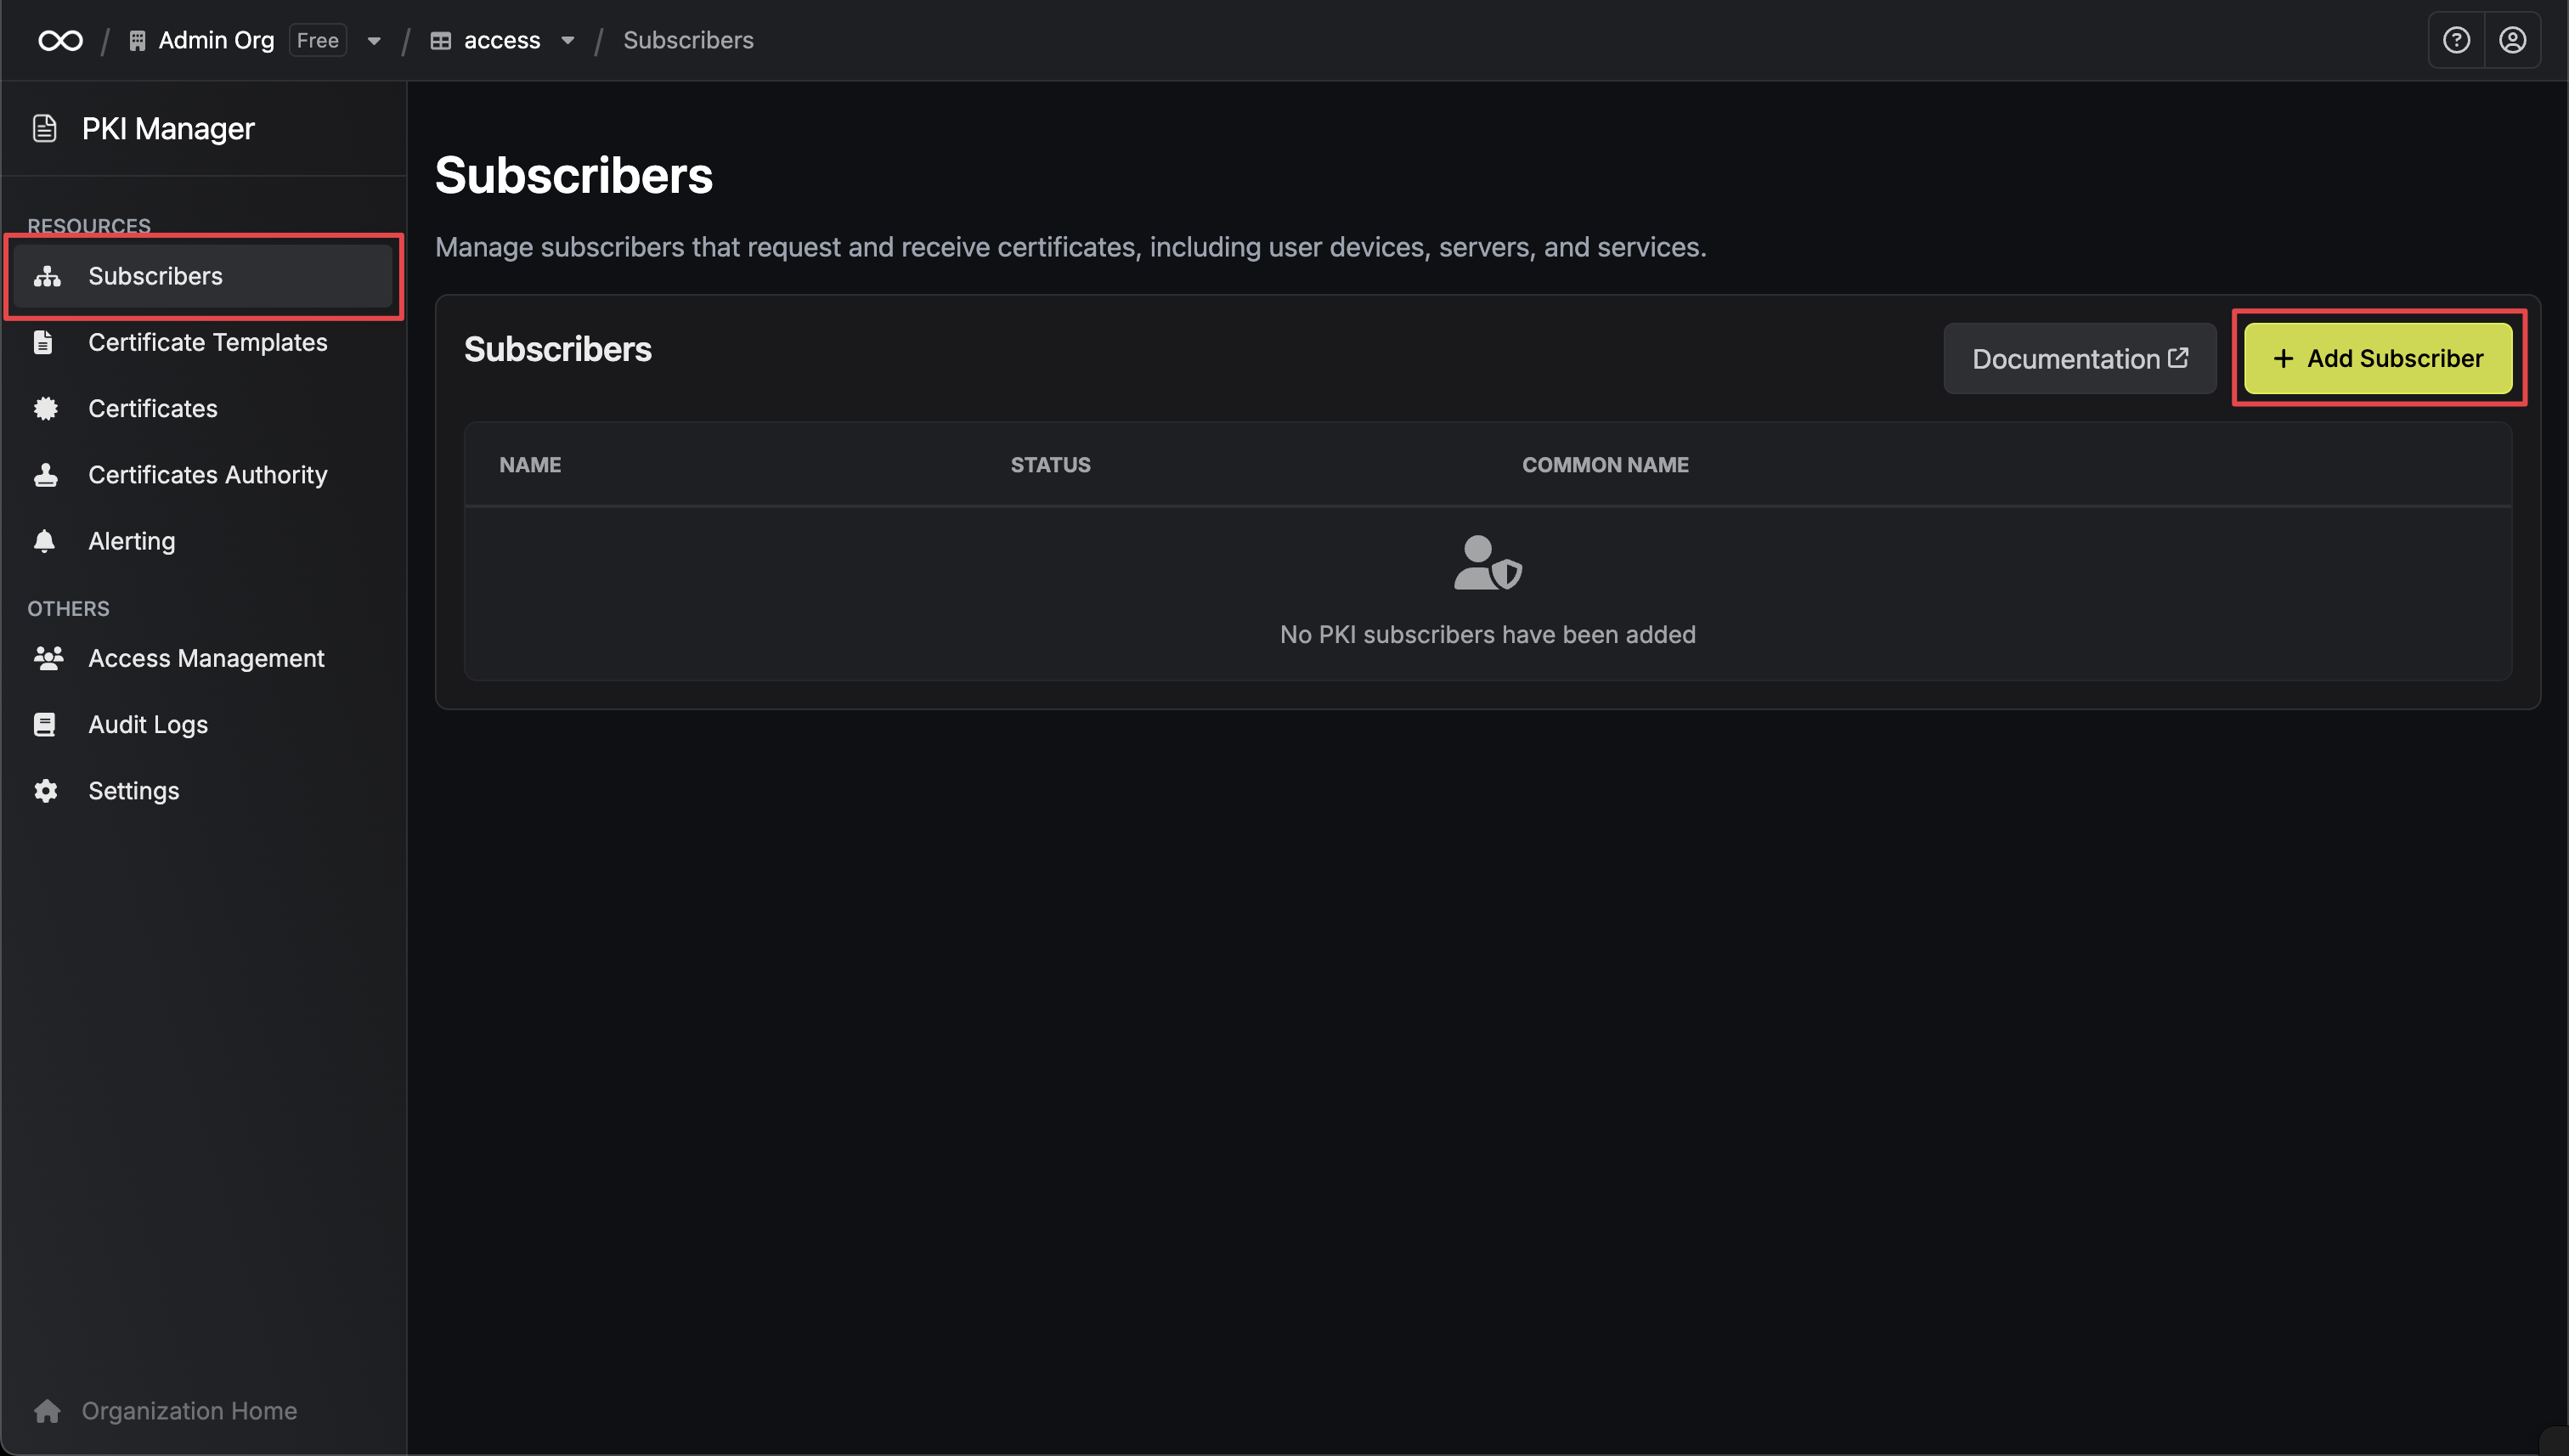 Admin Org Free access Subscribers
PKI Manager
RESOURCES
Subscribers
Certificate Templates
Certificates
Certificates Authority
Alerting
OTHERS
Access Management
Audit Logs
Settings
Organization Home
Subscribers
Manage subscribers that request and receive certificates, including user devices, servers, and services.
Subscribers
Documentation
+ Add Subscriber
NAME STATUS COMMON NAME
No PKI subscribers have been added